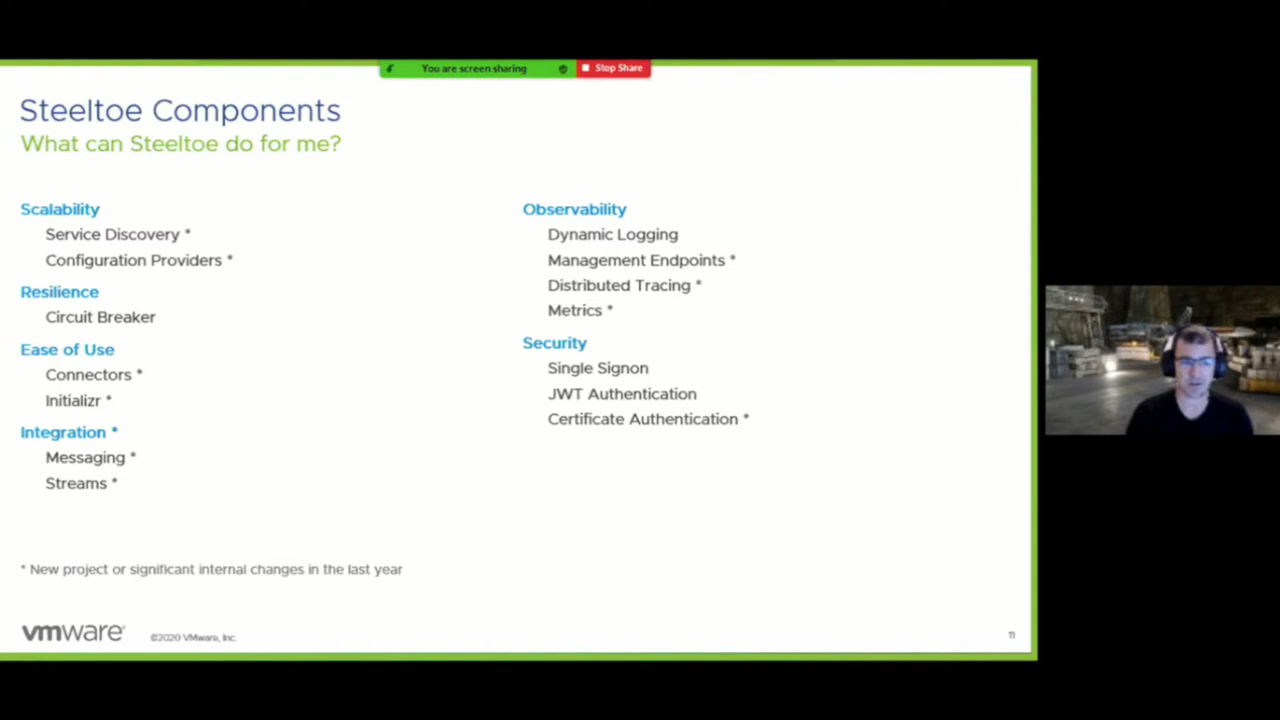 You are screen sharing
Stop Share
Steeltoe Components
What can Steeltoe do for me?
Scalability
Service Discovery *
Configuration Providers *
Resilience
Circuit Breaker
Ease of Use
Connectors *
Initializr *
Integration *
Messaging *
Streams *
Observability
Dynamic Logging
Management Endpoints *
Distributed Tracing *
Metrics *
Security
Single Signon
JWT Authentication
Certificate Authentication *
* New project or significant internal changes in the last year
vmware®
©2020 VMware, Inc.
11